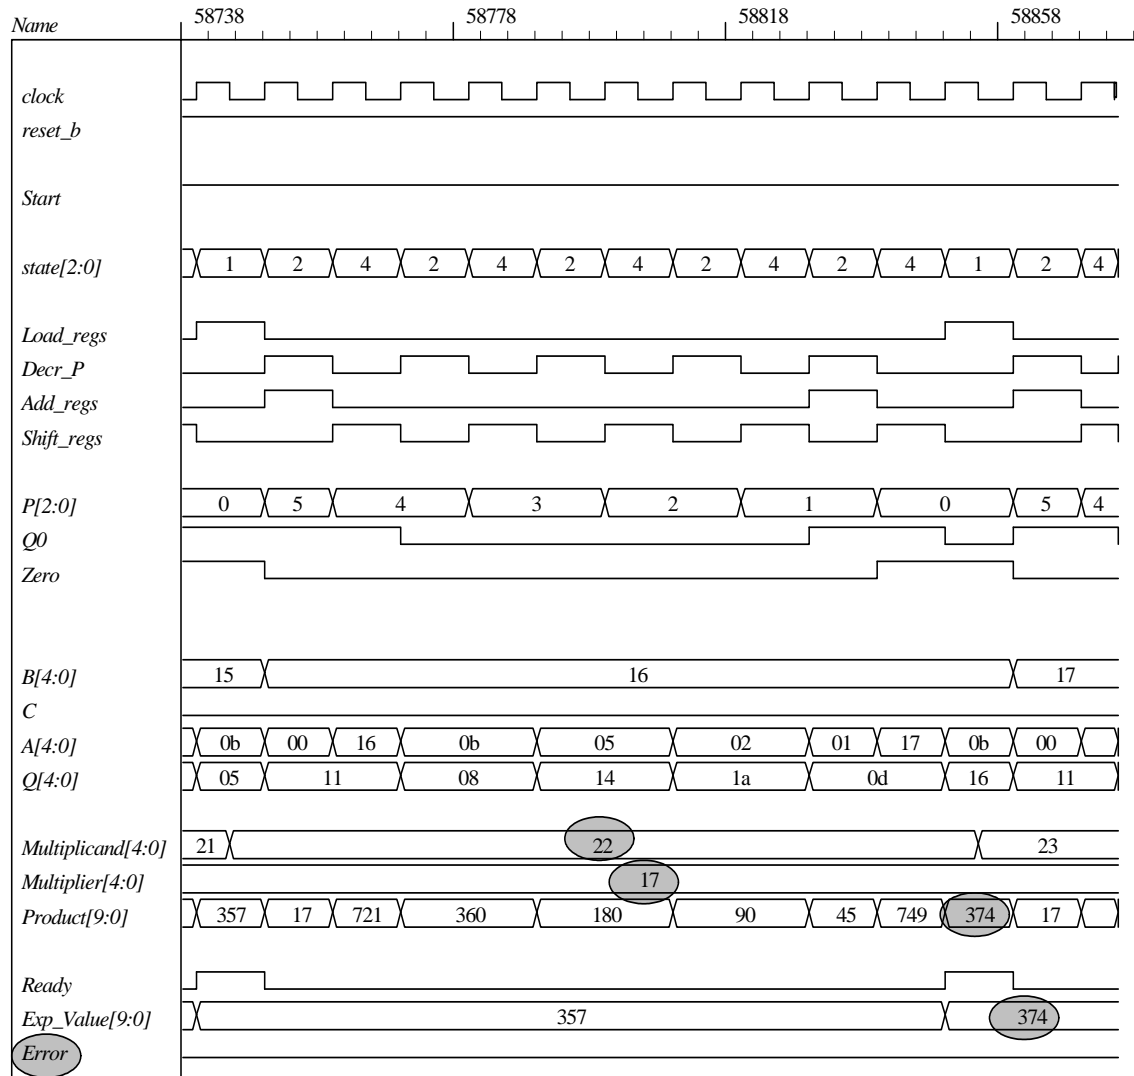 Name 58738 58778 58818 58858
clock
reset_b
Start
state[2:0] 1 2 4 2 4 2 4 2 4 2 4 1 2 4
Load_regs
Decr_P
Add_regs
Shift_regs
P[2:0] 0 5 4 3 2 1 0 5 4
Q0
Zero
B[4:0] 15 16 17
C
A[4:0] 0b 00 16 0b 05 02 01 17 0b 00
Q[4:0] 05 11 08 14 1a 0d 16 11
Multiplicand[4:0] 21 22 23
Multiplier[4:0] 17
Product[9:0] 357 17 721 360 180 90 45 749 374 17
Ready
Exp_Value[9:0] 357 374
Error